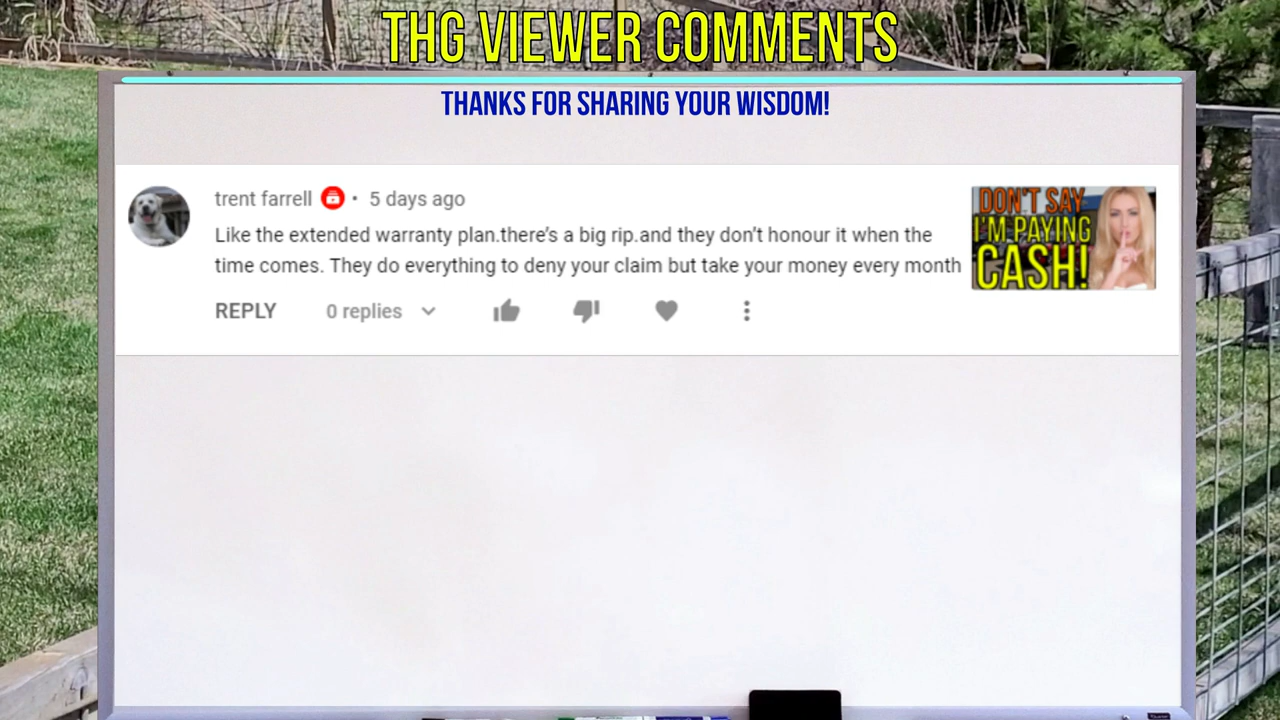 THG VIEWER COMMENTS
THANKS FOR SHARING YOUR WISDOM!
trent farrell • 5 days ago
Like the extended warranty plan.there's a big rip.and they don't honour it when the
time comes. They do everything to deny your claim but take your money every month
REPLY 0 replies
DON'T SAY
I'M PAYING
CASH!